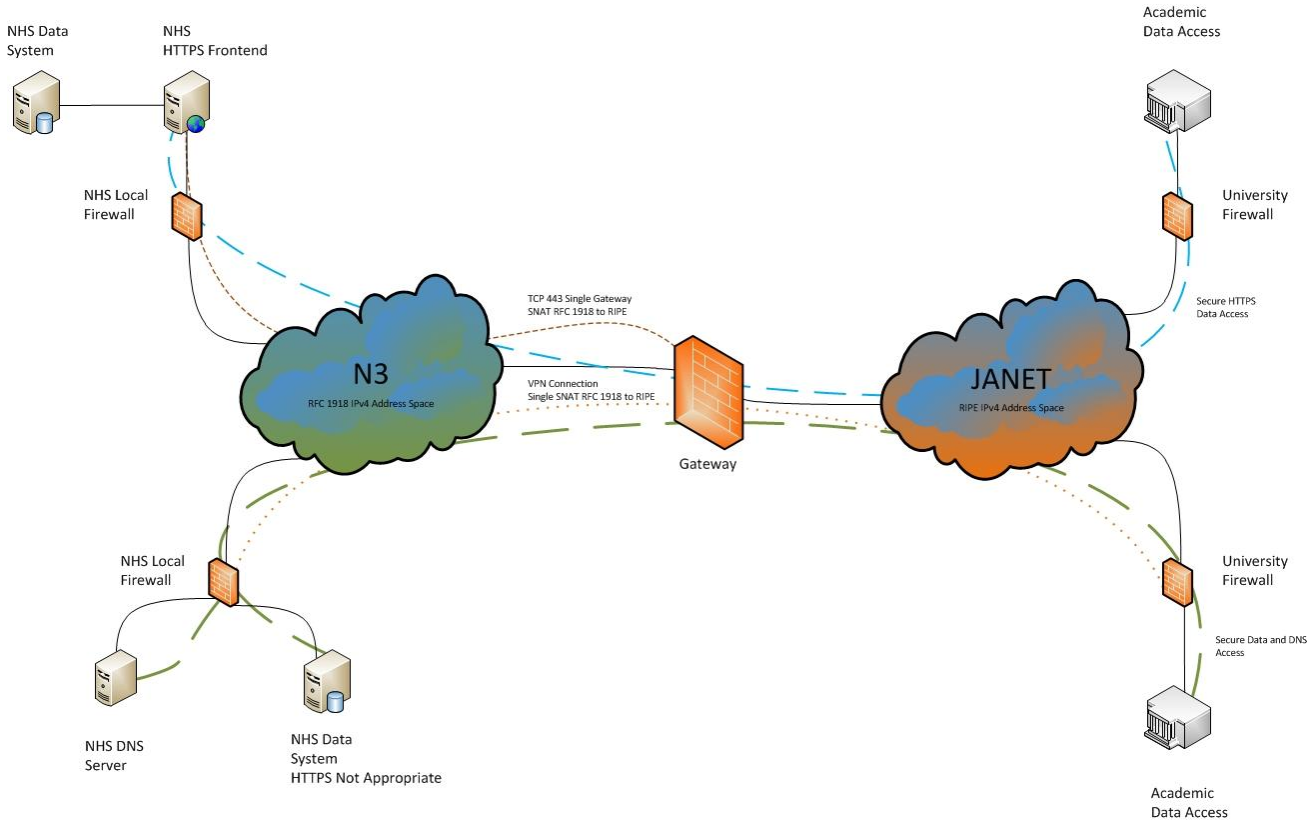 NHS Data
System
NHS
HTTPS Frontend
Academic
Data Access
NHS Local
Firewall
University
Firewall
TCP 443 Single Gateway
SNAT RFC 1918 to RIPE
Secure HTTPS
Data Access
N3
RFC 1918 IPv4 Address Space
VPN Connection
Single SNAT RFC 1918 to RIPE
JANET
RIPE IPv4 Address Space
Gateway
NHS Local
Firewall
University
Firewall
Secure Data and DNS
Access
NHS DNS
Server
NHS Data
System
HTTPS Not Appropriate
Academic
Data Access